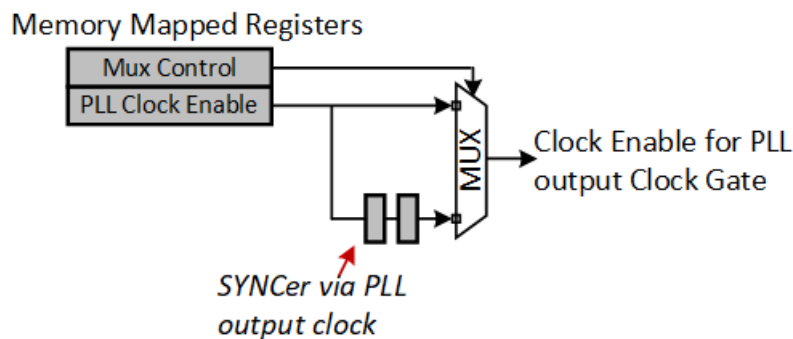 Memory Mapped Registers
Mux Control
PLL Clock Enable
MUX
Clock Enable for PLL
output Clock Gate
SYNCer via PLL
output clock